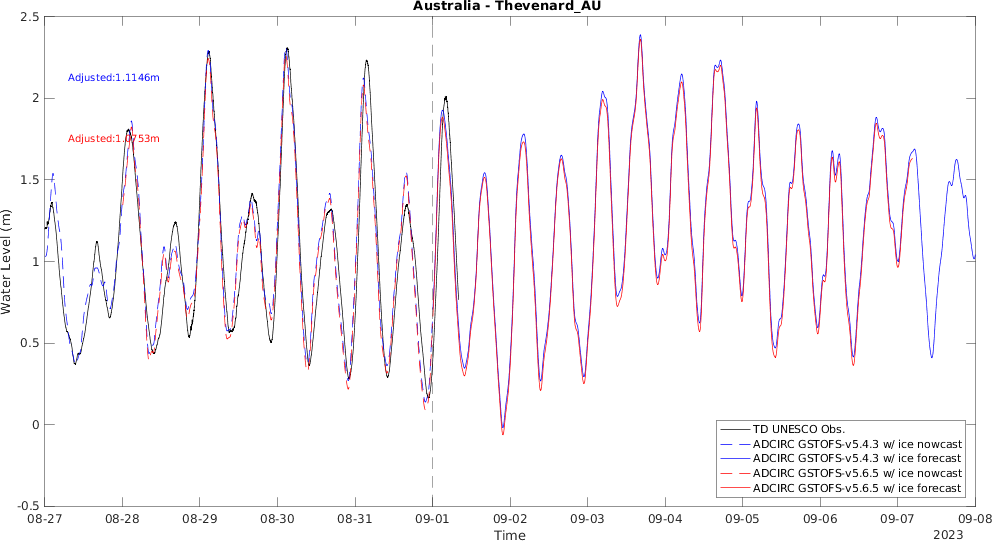 Australia - Thevenard_AU
2.5
2
1.5
1
0.5
0
-0.5
Water Level (m)
Adjusted:1.1146m
Adjusted:1.0753m
TD UNESCO Obs.
ADCIRC GSTOFS-v5.4.3 w/ ice nowcast
ADCIRC GSTOFS-v5.4.3 w/ ice forecast
ADCIRC GSTOFS-v5.6.5 w/ ice nowcast
ADCIRC GSTOFS-v5.6.5 w/ ice forecast
08-27 08-28 08-29 08-30 08-31 09-01 09-02 09-03 09-04 09-05 09-06 09-07 09-08
Time
2023